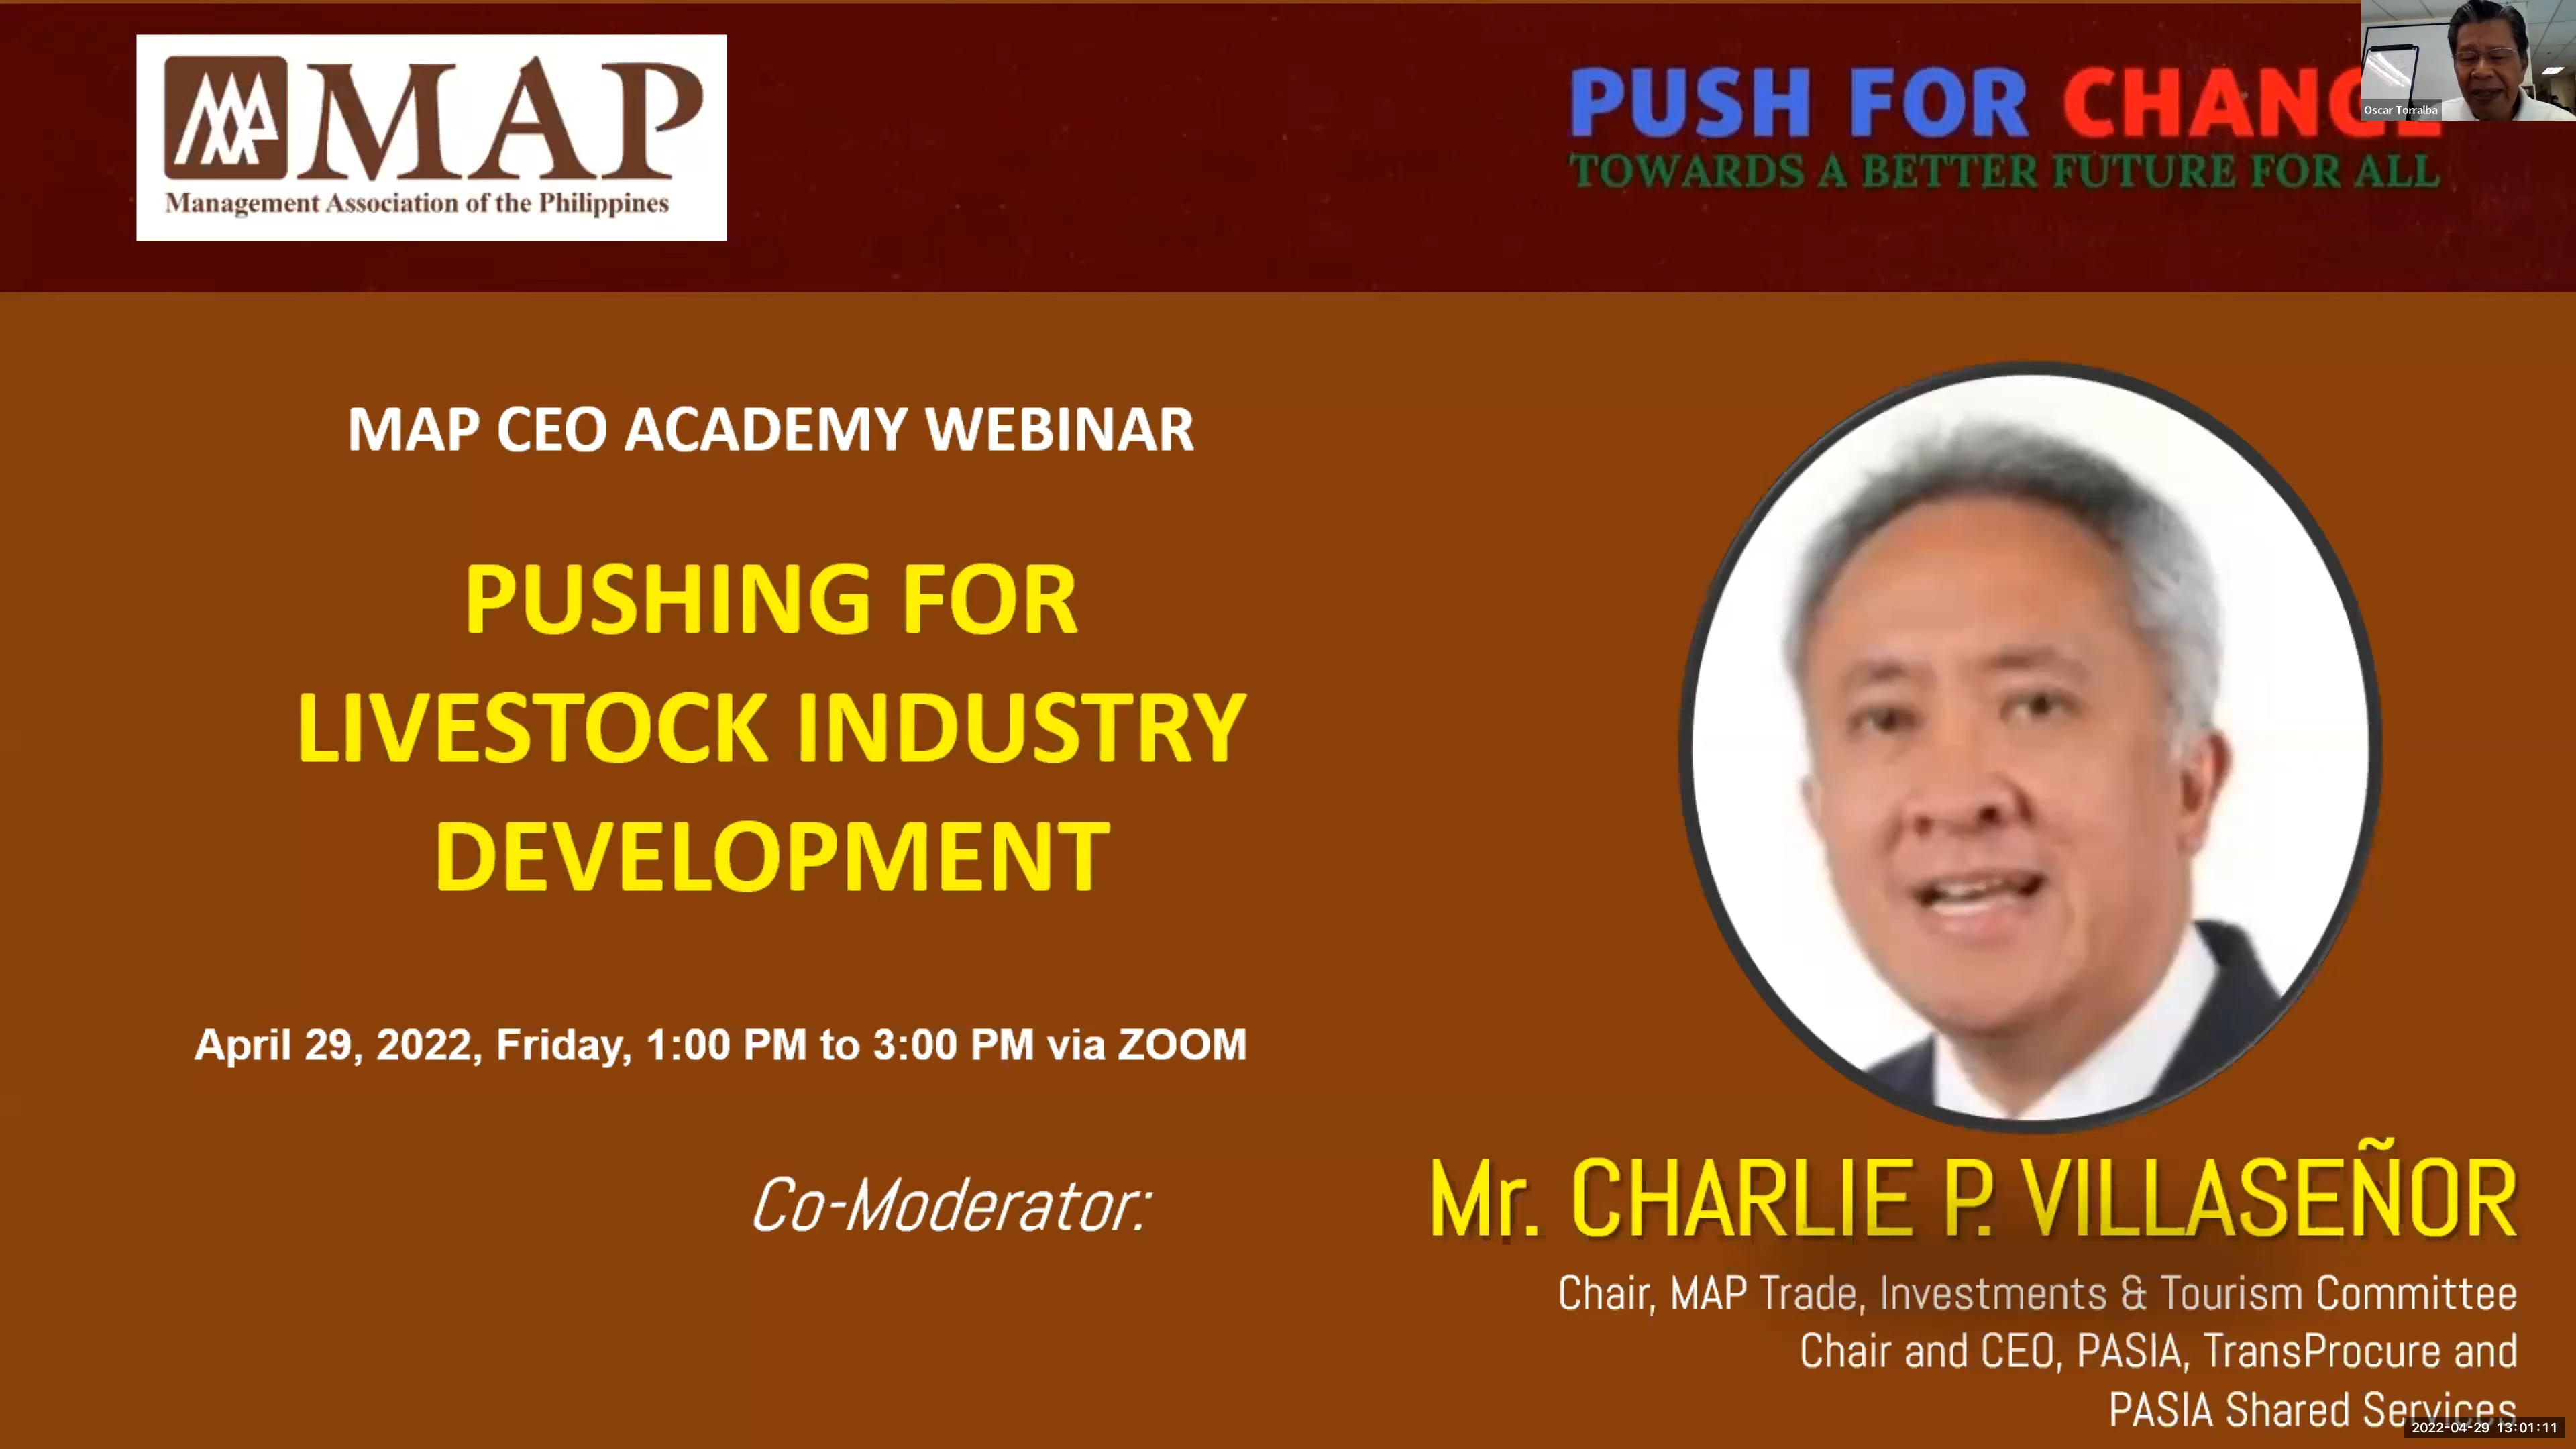 MAP
Management Association of the Philippines
PUSH FOR CHANGE
Oscar Torralba
TOWARDS A BETTER FUTURE FOR ALL
MAP CEO ACADEMY WEBINAR
PUSHING FOR
LIVESTOCK INDUSTRY
DEVELOPMENT
April 29, 2022, Friday, 1:00 PM to 3:00 PM via ZOOM
Co-Moderator:
Mr. CHARLIE P. VILLASEÑOR
Chair, MAP Trade, Investments & Tourism Committee
Chair and CEO, PASIA, TransProcure and
PASIA Shared Services
2022-04-29 13:01:11